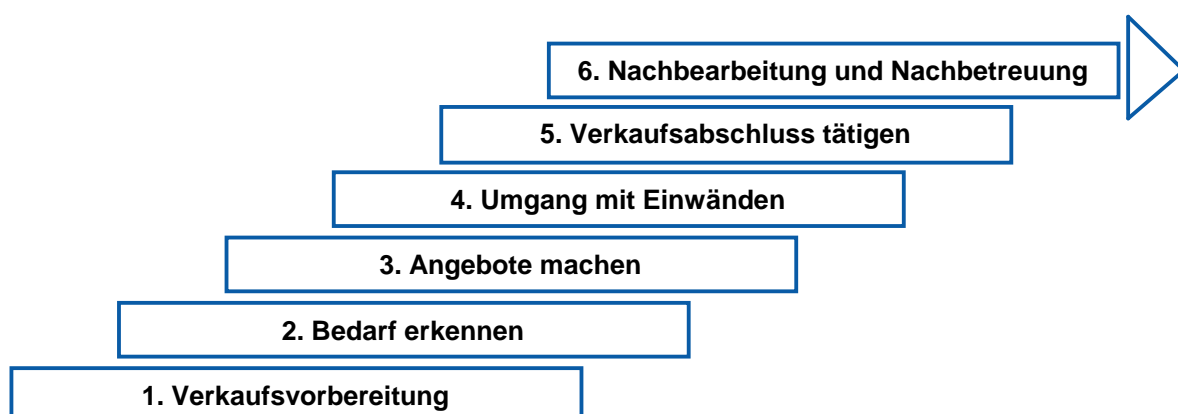 6. Nachbearbeitung und Nachbetreuung
5. Verkaufsabschluss tätigen
4. Umgang mit Einwänden
3. Angebote machen
2. Bedarf erkennen
1. Verkaufsvorbereitung